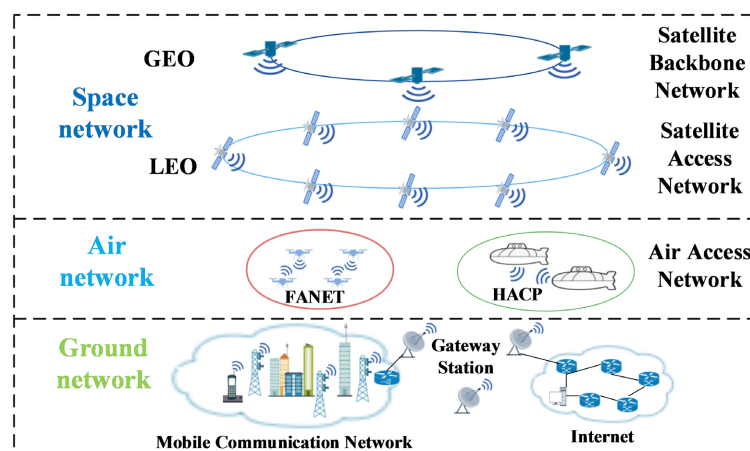 GEO
Satellite
Backbone
Network
Space
network
LEO
Satellite
Access
Network
Air
network
FANET
HACP
Air Access
Network
Ground
network
Gateway
Station
Mobile Communication Network
Internet